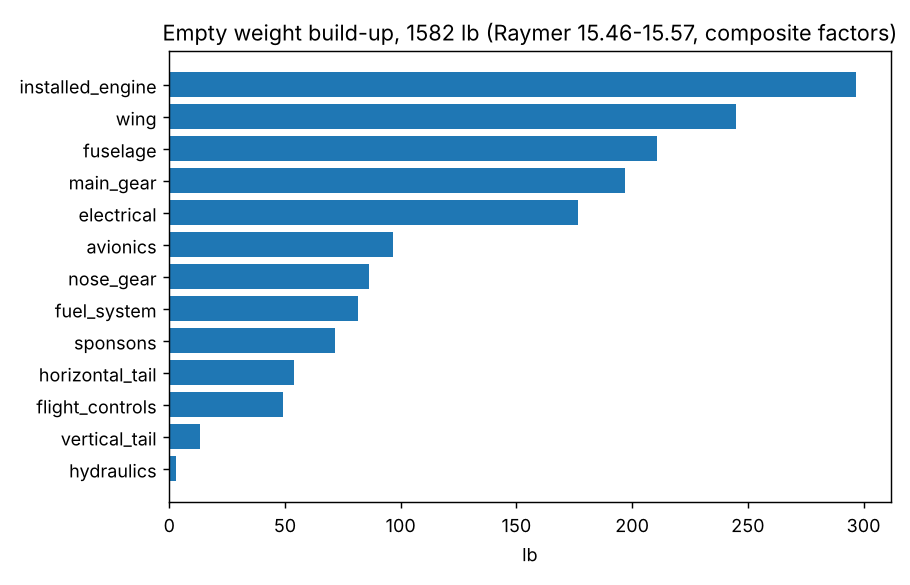 Empty weight build-up, 1582 lb (Raymer 15.46-15.57, composite factors)
installed_engine
wing
fuselage
main_gear
electrical
avionics
nose_gear
fuel_system
sponsons
horizontal_tail
flight_controls
vertical_tail
hydraulics
0 50 100 150 200 250 300
lb